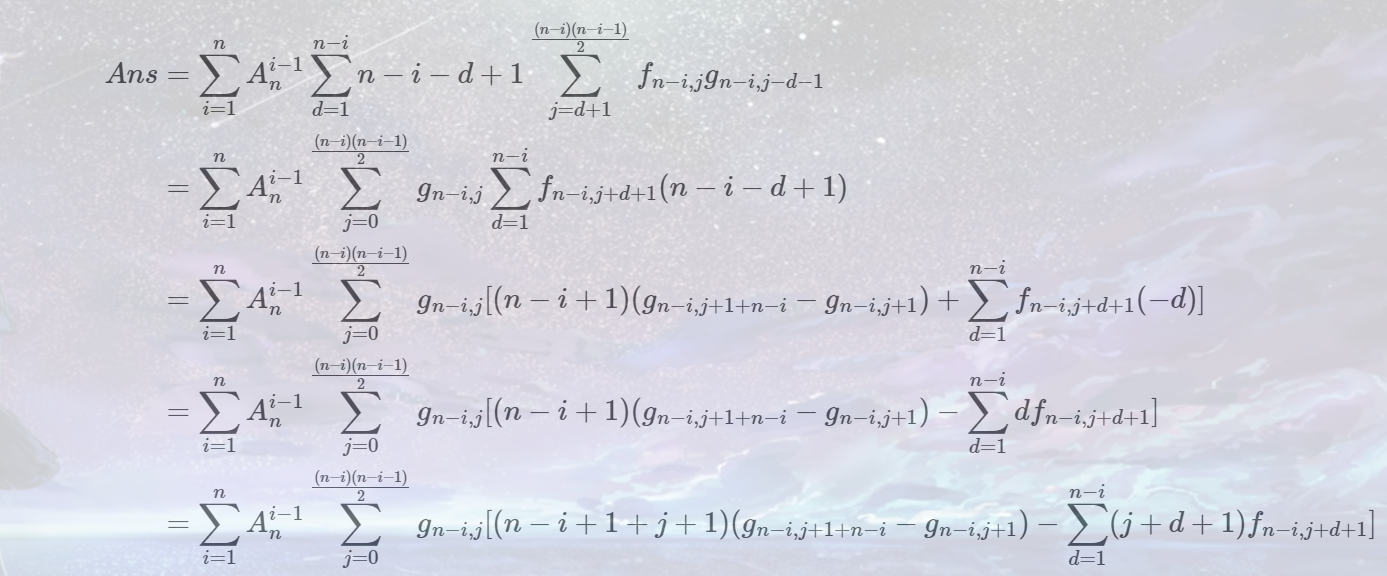 $Ans = \sum_{i=1}^{n} A_n^{i-1} \sum_{d=1}^{n-i} n-i-d+1 \sum_{j=d+1}^{\frac{(n-i)(n-i-1)}{2}} f_{n-i,j} g_{n-i,j-d-1}$
$= \sum_{i=1}^{n} A_n^{i-1} \sum_{j=0}^{\frac{(n-i)(n-i-1)}{2}} g_{n-i,j} \sum_{d=1}^{n-i} f_{n-i,j+d+1}(n-i-d+1)$
$= \sum_{i=1}^{n} A_n^{i-1} \sum_{j=0}^{\frac{(n-i)(n-i-1)}{2}} g_{n-i,j}[(n-i+1)(g_{n-i,j+1+n-i} - g_{n-i,j+1}) + \sum_{d=1}^{n-i} f_{n-i,j+d+1}(-d)]$
$= \sum_{i=1}^{n} A_n^{i-1} \sum_{j=0}^{\frac{(n-i)(n-i-1)}{2}} g_{n-i,j}[(n-i+1)(g_{n-i,j+1+n-i} - g_{n-i,j+1}) - \sum_{d=1}^{n-i} d f_{n-i,j+d+1}]$
$= \sum_{i=1}^{n} A_n^{i-1} \sum_{j=0}^{\frac{(n-i)(n-i-1)}{2}} g_{n-i,j}[(n-i+1+j+1)(g_{n-i,j+1+n-i} - g_{n-i,j+1}) - \sum_{d=1}^{n-i} (j+d+1) f_{n-i,j+d+1}]$